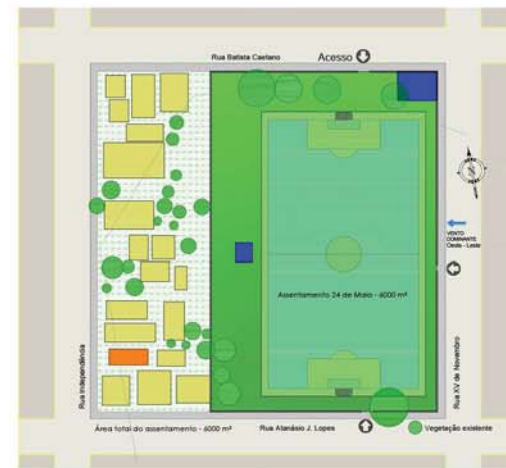 Rua Batista Caetano
Acesso
VENTO
DOMINANTE
Oeste - Leste
Assentamento 24 de Maio - 6000 m²
Rua Independência
Rua XV de Novembro
Área total do assentamento - 6000 m²
Rua Atanásio J. Lopes
Vegetação existente